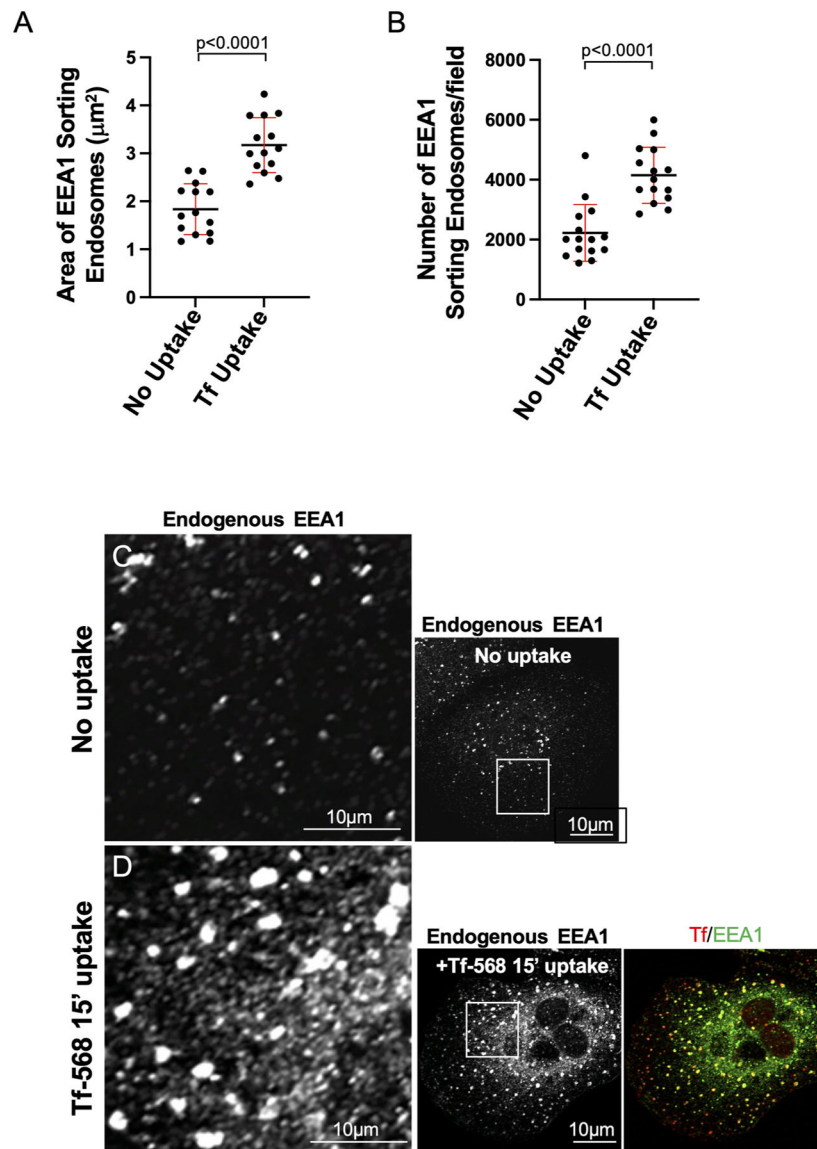 A
p<0.0001
Area of EEA1 Sorting
Endosomes (μm²)
5
4
3
2
1
0
No Uptake
Tf Uptake
B
p<0.0001
Number of EEA1
Sorting Endosomes/field
8000
6000
4000
2000
0
No Uptake
Tf Uptake
Endogenous EEA1
C
No uptake
10μm
Endogenous EEA1
No uptake
10μm
D
Tf-568 15' uptake
10μm
Endogenous EEA1
+Tf-568 15' uptake
10μm
Tf/EEA1